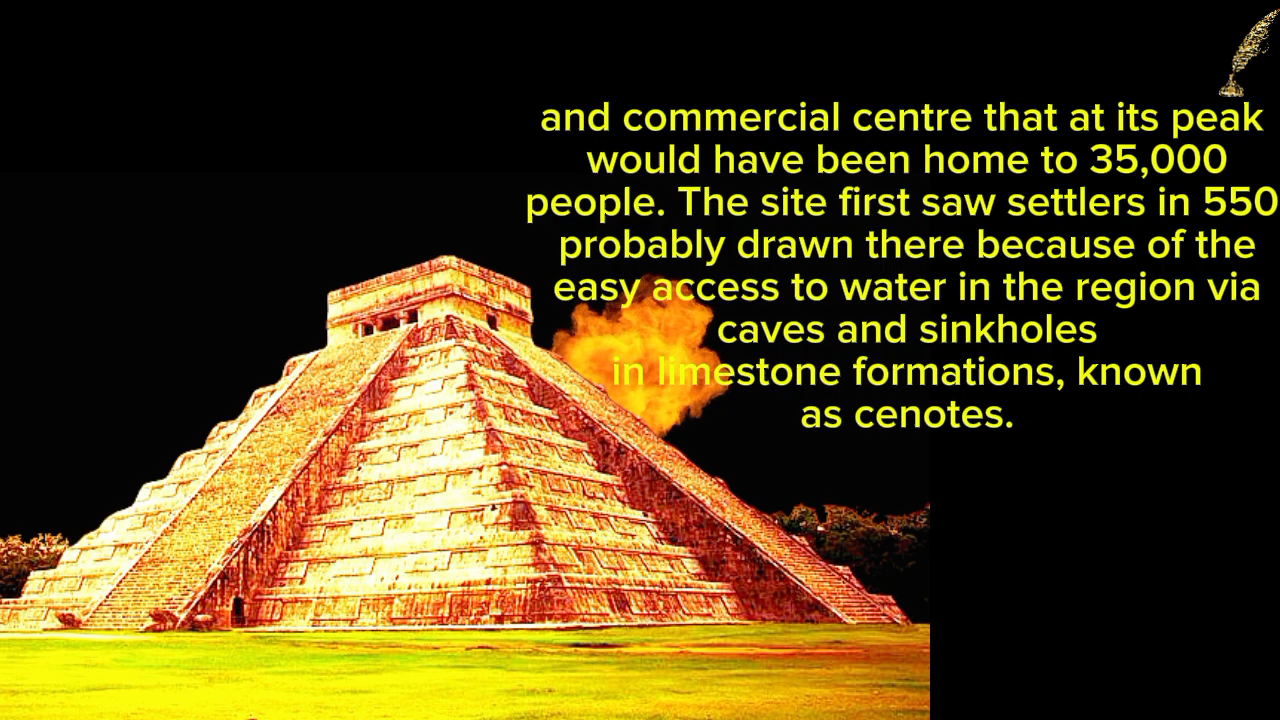 and commercial centre that at its peak
would have been home to 35,000
people. The site first saw settlers in 550
probably drawn there because of the
easy access to water in the region via
caves and sinkholes
in limestone formations, known
as cenotes.